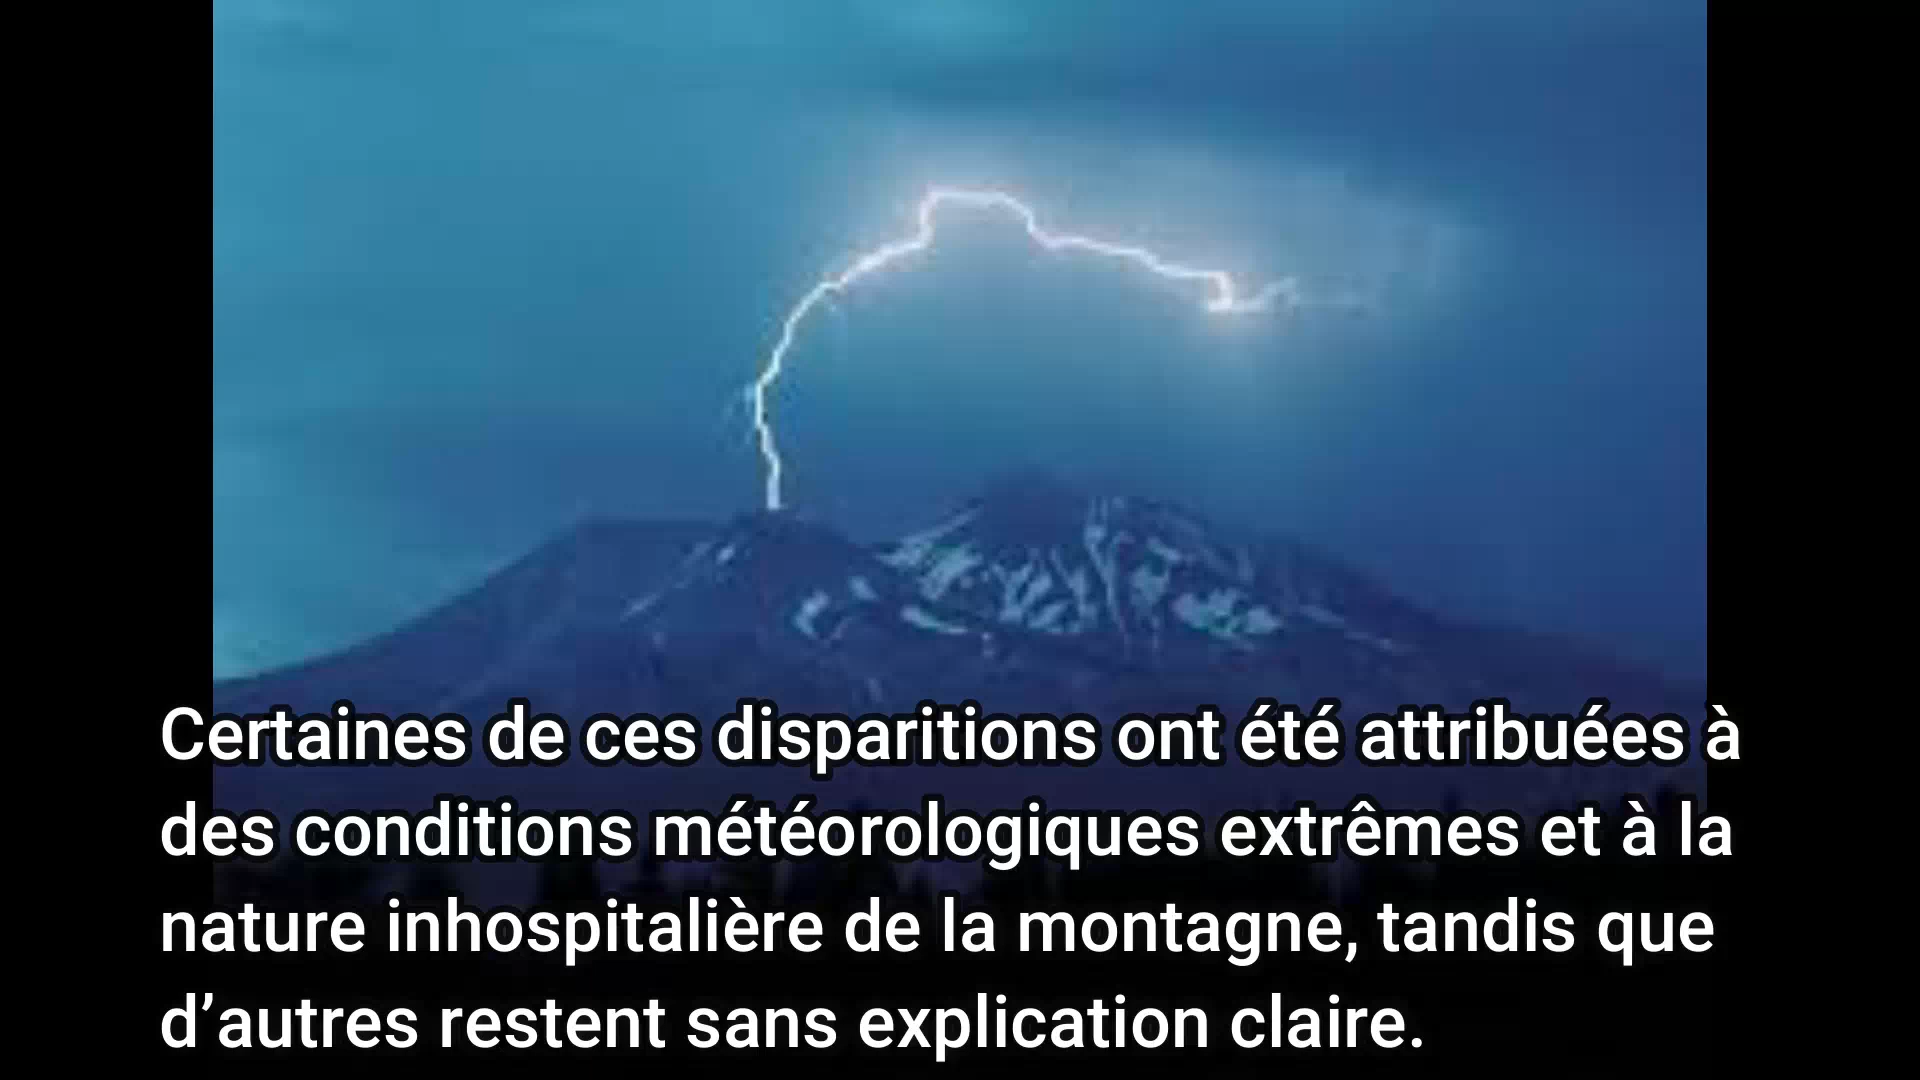 Certaines de ces disparitions ont été attribuées à
des conditions météorologiques extrêmes et à la
nature inhospitalière de la montagne, tandis que
d’autres restent sans explication claire.